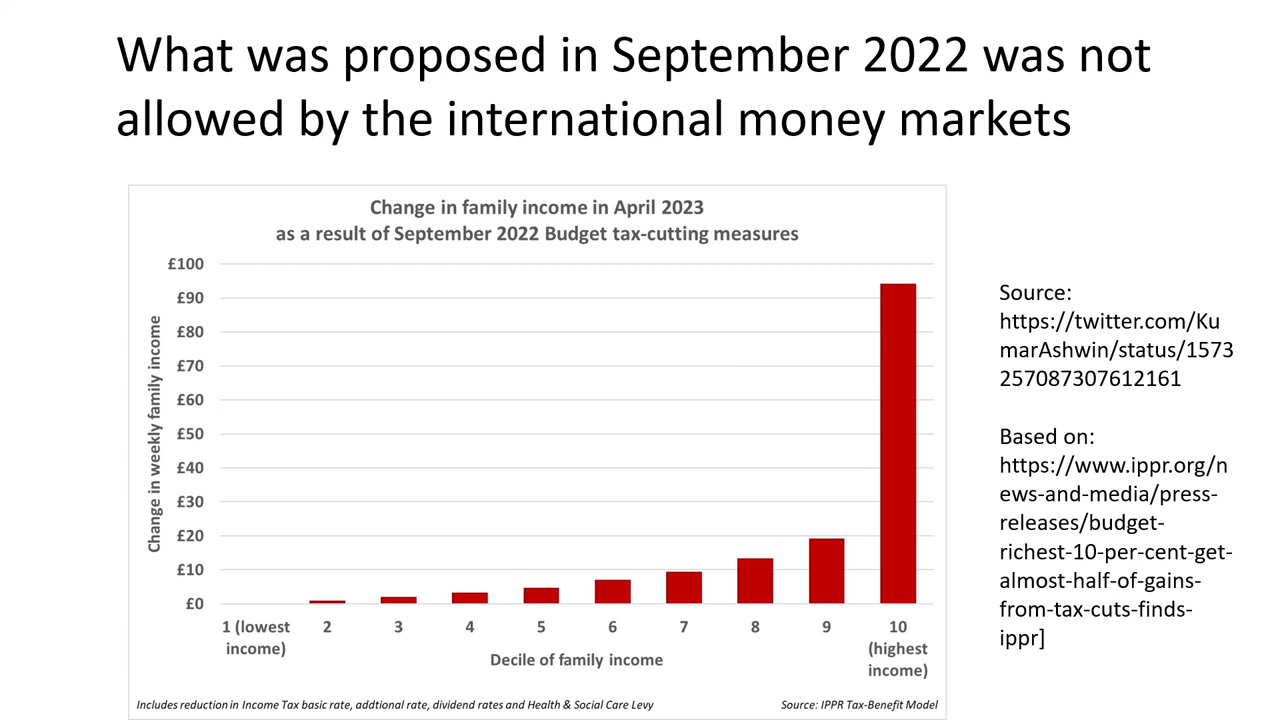 What was proposed in September 2022 was not
allowed by the international money markets
Change in family income in April 2023
as a result of September 2022 Budget tax-cutting measures
Change in weekly family income
£100
£90
£80
£70
£60
£50
£40
£30
£20
£10
£0
1 (lowest
income)
2
3
4
5
6
7
8
9
10
(highest
income)
Decile of family income
Includes reduction in Income Tax basic rate, addtional rate, dividend rates and Health & Social Care Levy
Source: IPPR Tax-Benefit Model
Source:
https://twitter.com/Ku
marAshwin/status/1573
257087307612161
Based on:
https://www.ippr.org/n
ews-and-media/press-
releases/budget-
richest-10-per-cent-get-
almost-half-of-gains-
from-tax-cuts-finds-
ippr]